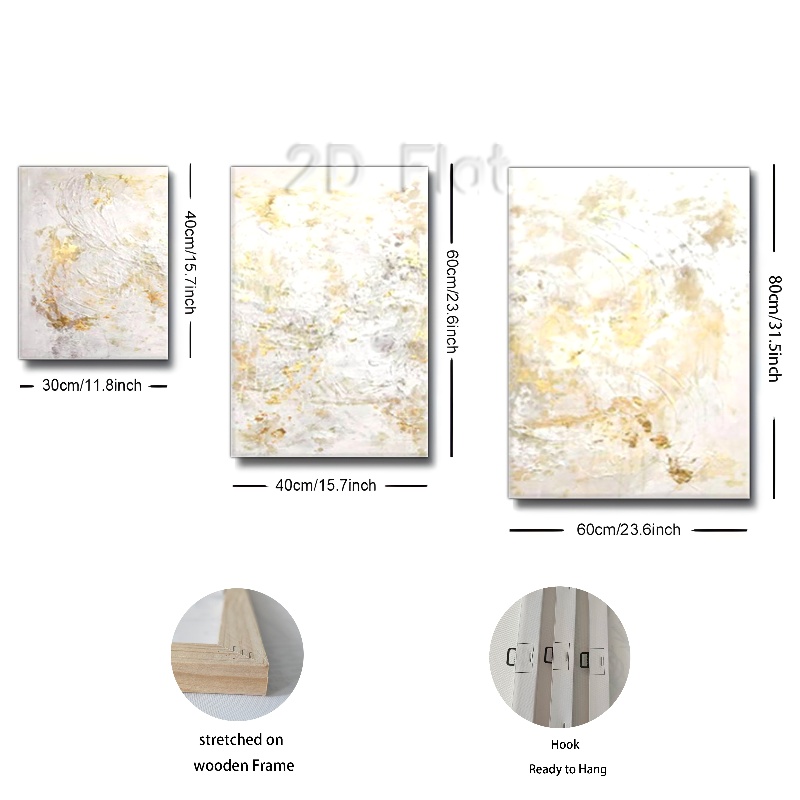 2D Flat
40cm/15.7inch
60cm/23.6inch
80cm/31.5inch
30cm/11.8inch
40cm/15.7inch
60cm/23.6inch
stretched on
wooden Frame
Hook
Ready to Hang